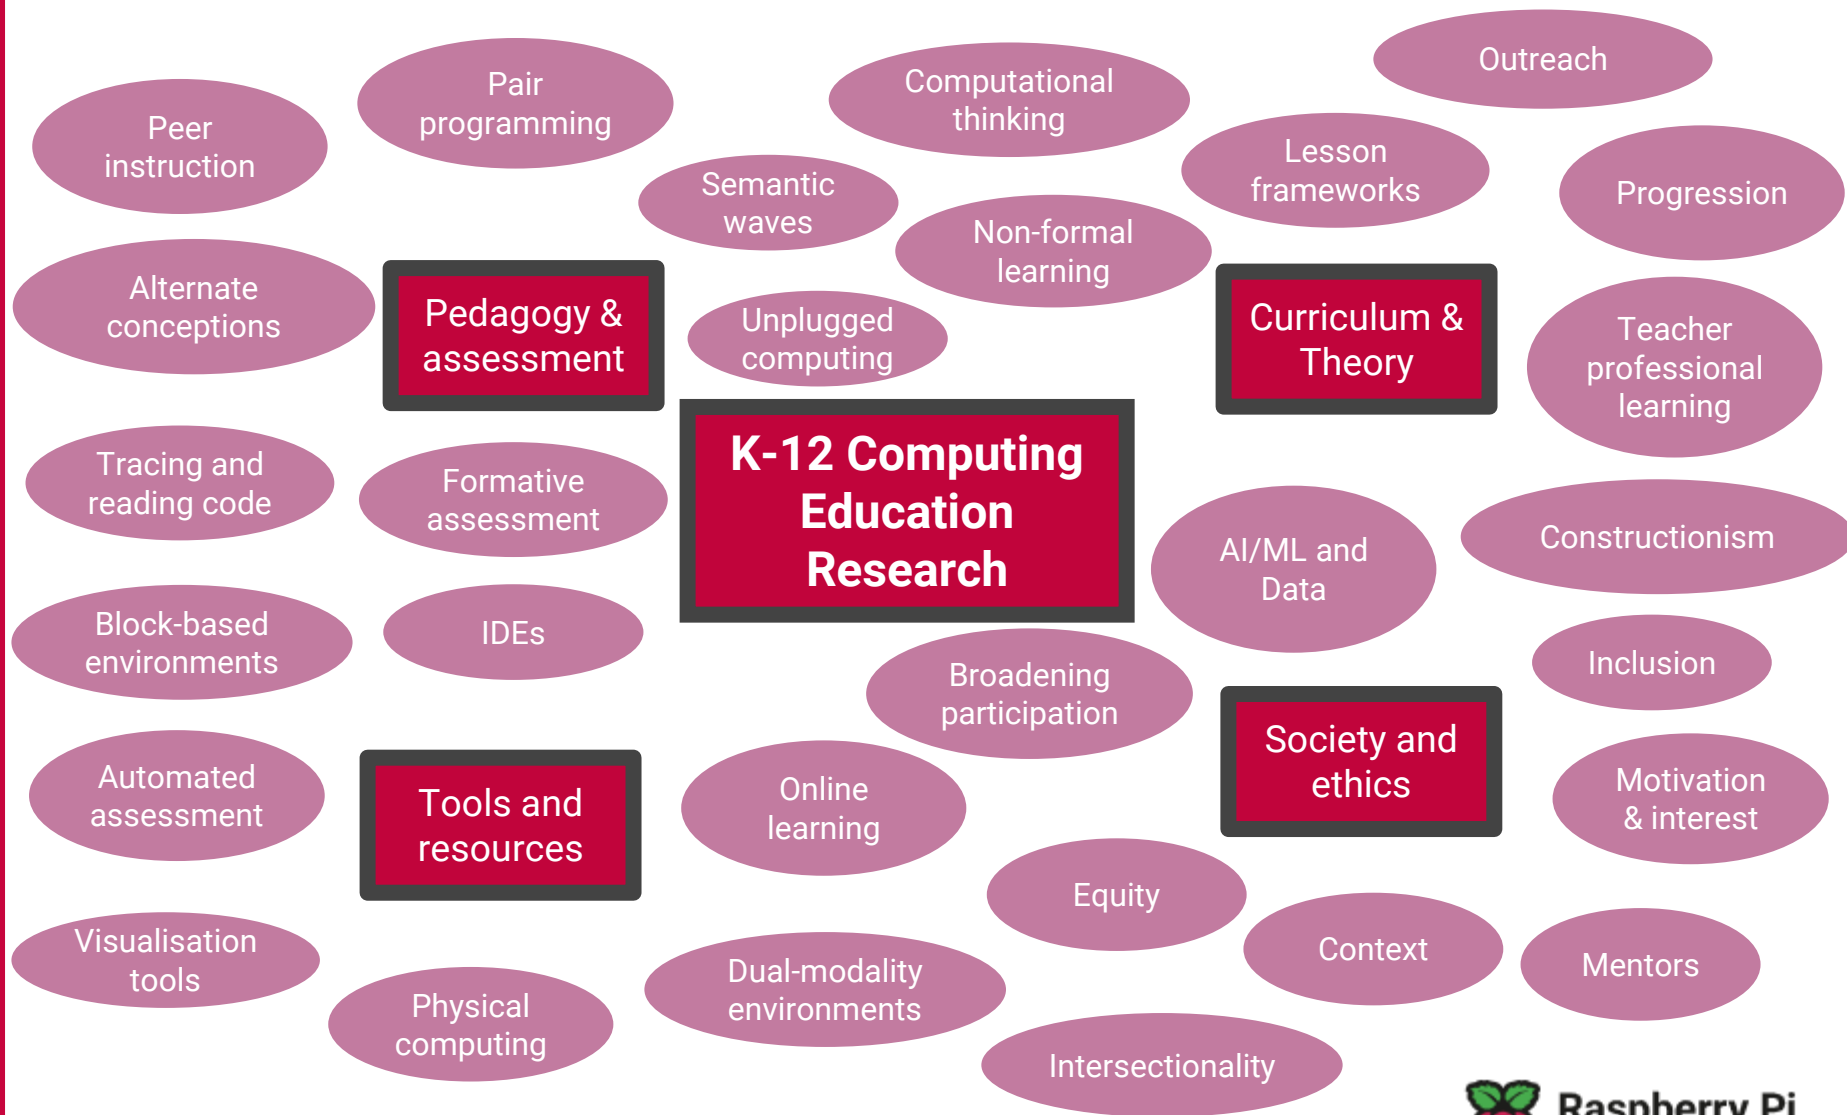 Outreach
Pair
programming
Computational
thinking
Peer
instruction
Lesson
frameworks
Semantic
waves
Progression
Non-formal
learning
Alternate
conceptions
Pedagogy &
assessment
Unplugged
computing
Curriculum &
Theory
Teacher
professional
learning
Tracing and
reading code
Formative
assessment
K-12 Computing
Education
Research
AI/ML and
Data
Constructionism
Block-based
environments
IDEs
Broadening
participation
Inclusion
Automated
assessment
Tools and
resources
Online
learning
Society and
ethics
Motivation
& interest
Equity
Visualisation
tools
Physical
computing
Dual-modality
environments
Context
Mentors
Intersectionality
Raspberry Pi